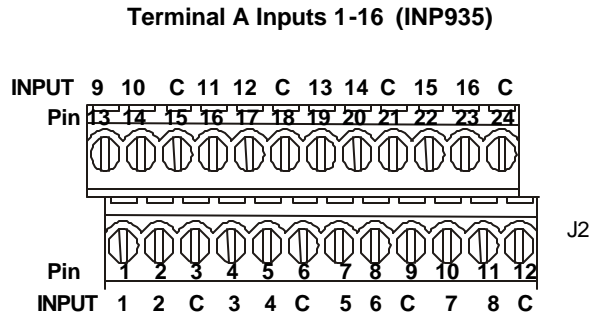 Terminal A Inputs 1-16 (INP935)
INPUT 9 10 C 11 12 C 13 14 C 15 16 C
Pin 13 14 15 16 17 18 19 20 21 22 23 24
J2
Pin 1 2 3 4 5 6 7 8 9 10 11 12
INPUT 1 2 C 3 4 C 5 6 C 7 8 C